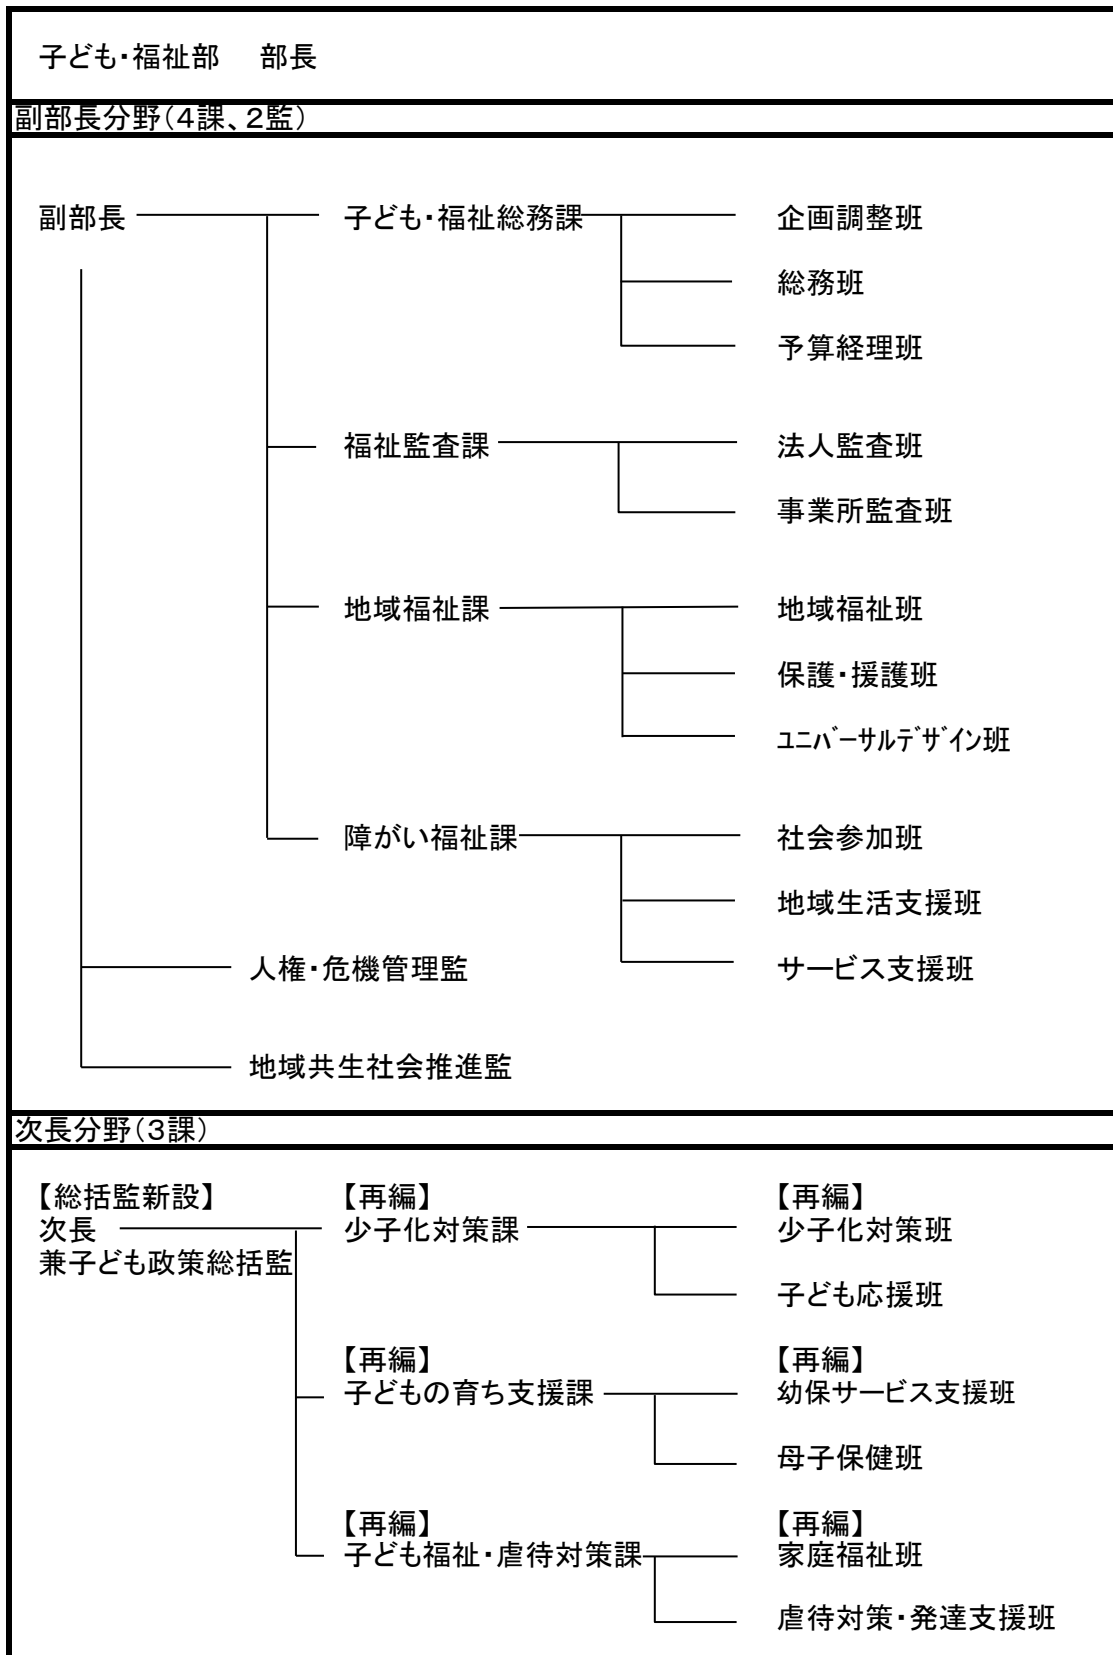 子ども・福祉部　部長
副部長分野(4課、2監)
副部長　子ども・福祉総務課　企画調整班
総務班
予算経理班
福祉監査課　法人監査班
事業所監査班
地域福祉課　地域福祉班
保護・援護班
ﾕﾆﾊﾞｰｻﾙﾃﾞｻﾞｲﾝ班
障がい福祉課　社会参加班
地域生活支援班
サービス支援班
人権・危機管理監
地域共生社会推進監
次長分野(3課)
【総括監新設】　【再編】　【再編】
次長　少子化対策課　少子化対策班
兼子ども政策総括監
子ども応援班
【再編】　【再編】
子どもの育ち支援課　幼保サービス支援班
母子保健班
【再編】　【再編】
子ども福祉・虐待対策課　家庭福祉班
虐待対策・発達支援班